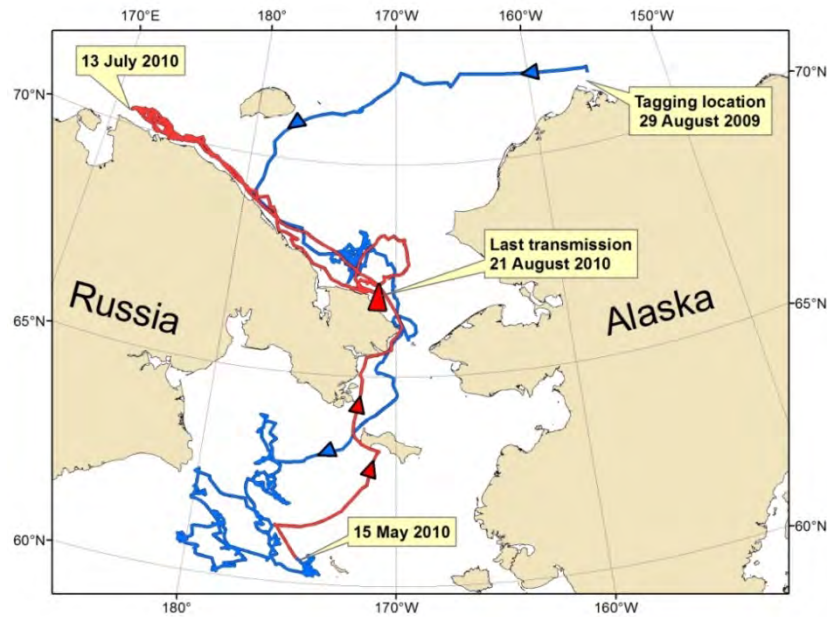 170°E
180°
170°W
160°W
150°W
13 July 2010
70°N
70°N
Tagging location
29 August 2009
Last transmission
21 August 2010
Russia
Alaska
65°N
65°N
15 May 2010
60°N
60°N
180°
170°W
160°W